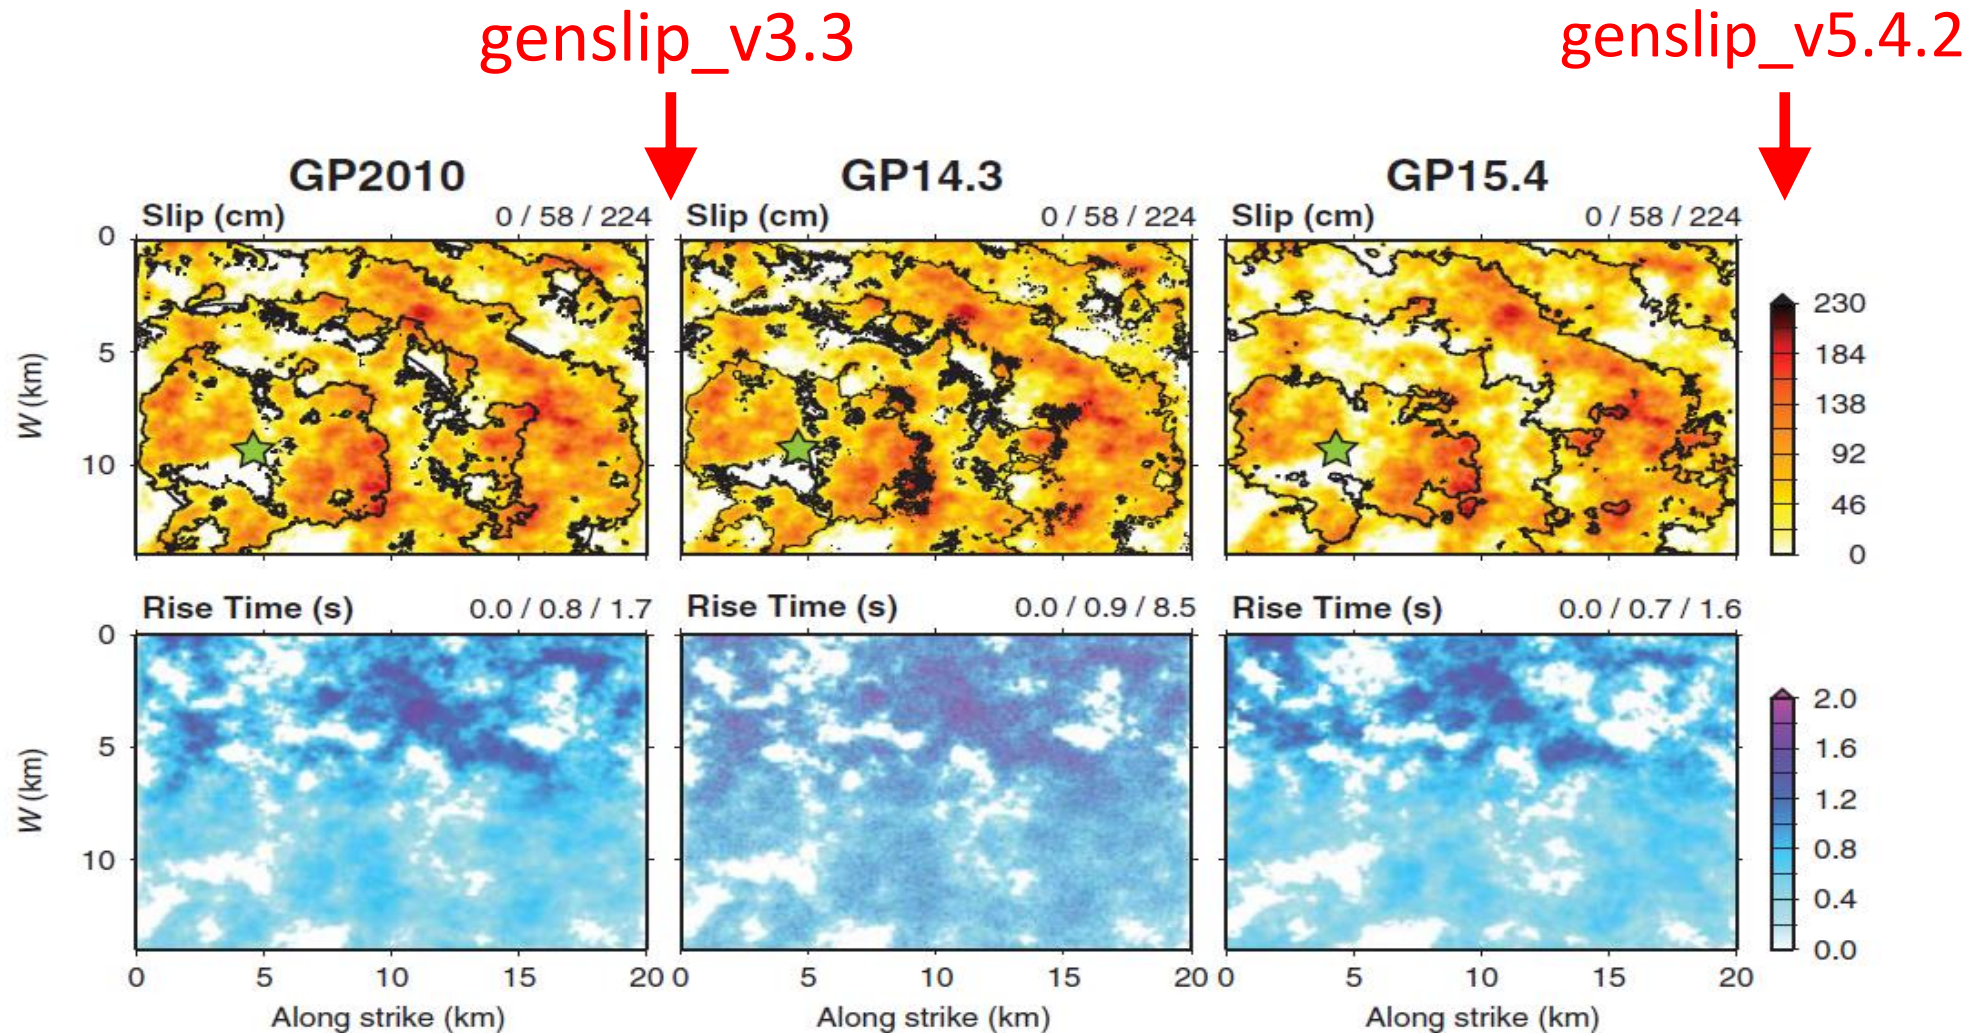 genslip_v3.3 genslip_v5.4.2
GP2010 GP14.3 GP15.4
Slip (cm) 0 / 58 / 224 Slip (cm) 0 / 58 / 224 Slip (cm) 0 / 58 / 224
0
5
10
W (km)
230
184
138
92
46
0
Rise Time (s) 0.0 / 0.8 / 1.7 Rise Time (s) 0.0 / 0.9 / 8.5 Rise Time (s) 0.0 / 0.7 / 1.6
0
5
10
W (km)
2.0
1.6
1.2
0.8
0.4
0.0
0 5 10 15 20 0 5 10 15 20 0 5 10 15 20
Along strike (km) Along strike (km) Along strike (km)